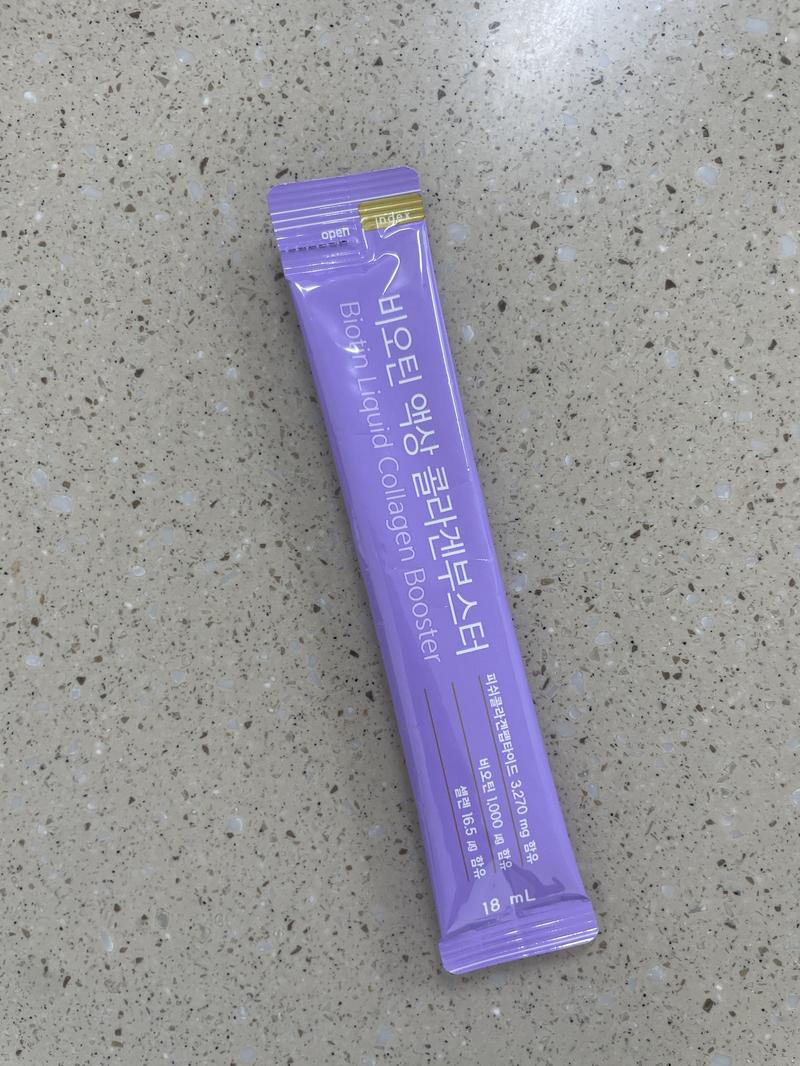 open
index
비오틴 액상 콜라겐부스터
Biotin Liquid Collagen Booster
피쉬콜라겐펩타이드 3,270 mg 함유
비오틴 1,000 ㎍ 함유
셀렌 16.5 ㎍ 함유
18 mL